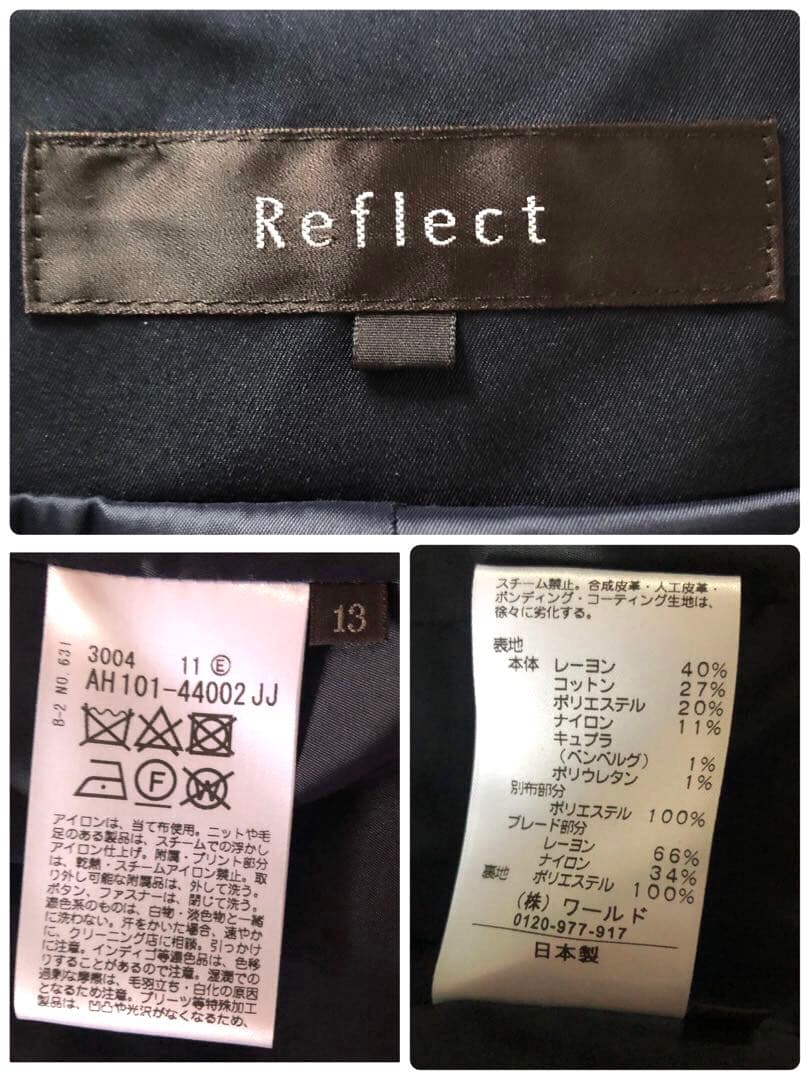 Reflect
13
B-2 NO.631
3004 11 Ⓔ
AH101-44002 JJ
F
W
アイロンは、当て布使用。ニットや毛
足のある製品は、スチームでの浮かし
アイロン仕上げ。附属・プリント部分
は、乾熱・スチームアイロン禁止。取
り外し可能な附属品は、外して洗う。
ボタン、ファスナーは、閉じて洗う。
濃色系のものは、白物・淡色物と一緒
に洗わない。汗をかいた場合、速やか
に、クリーニング店に相談。引っかけ
に注意。インディゴ等濃色品は、色移
りすることがあるので注意。湿潤での
過剰な摩擦は、毛羽立ち・白化の原因
となるため注意。プリーツ等特殊加工
製品は、凹凸や光沢がなくなるため、
スチーム禁止。合成皮革・人工皮革・
ボンディング・コーティング生地は、
徐々に劣化する。
表地
本体 レーヨン 40%
コットン 27%
ポリエステル 20%
ナイロン 11%
キュプラ
（ベンベルグ） 1%
ポリウレタン 1%
別布部分
ポリエステル 100%
ブレード部分
レーヨン 66%
ナイロン 34%
裏地 ポリエステル 100%
（株）ワールド
0120-977-917
日本製